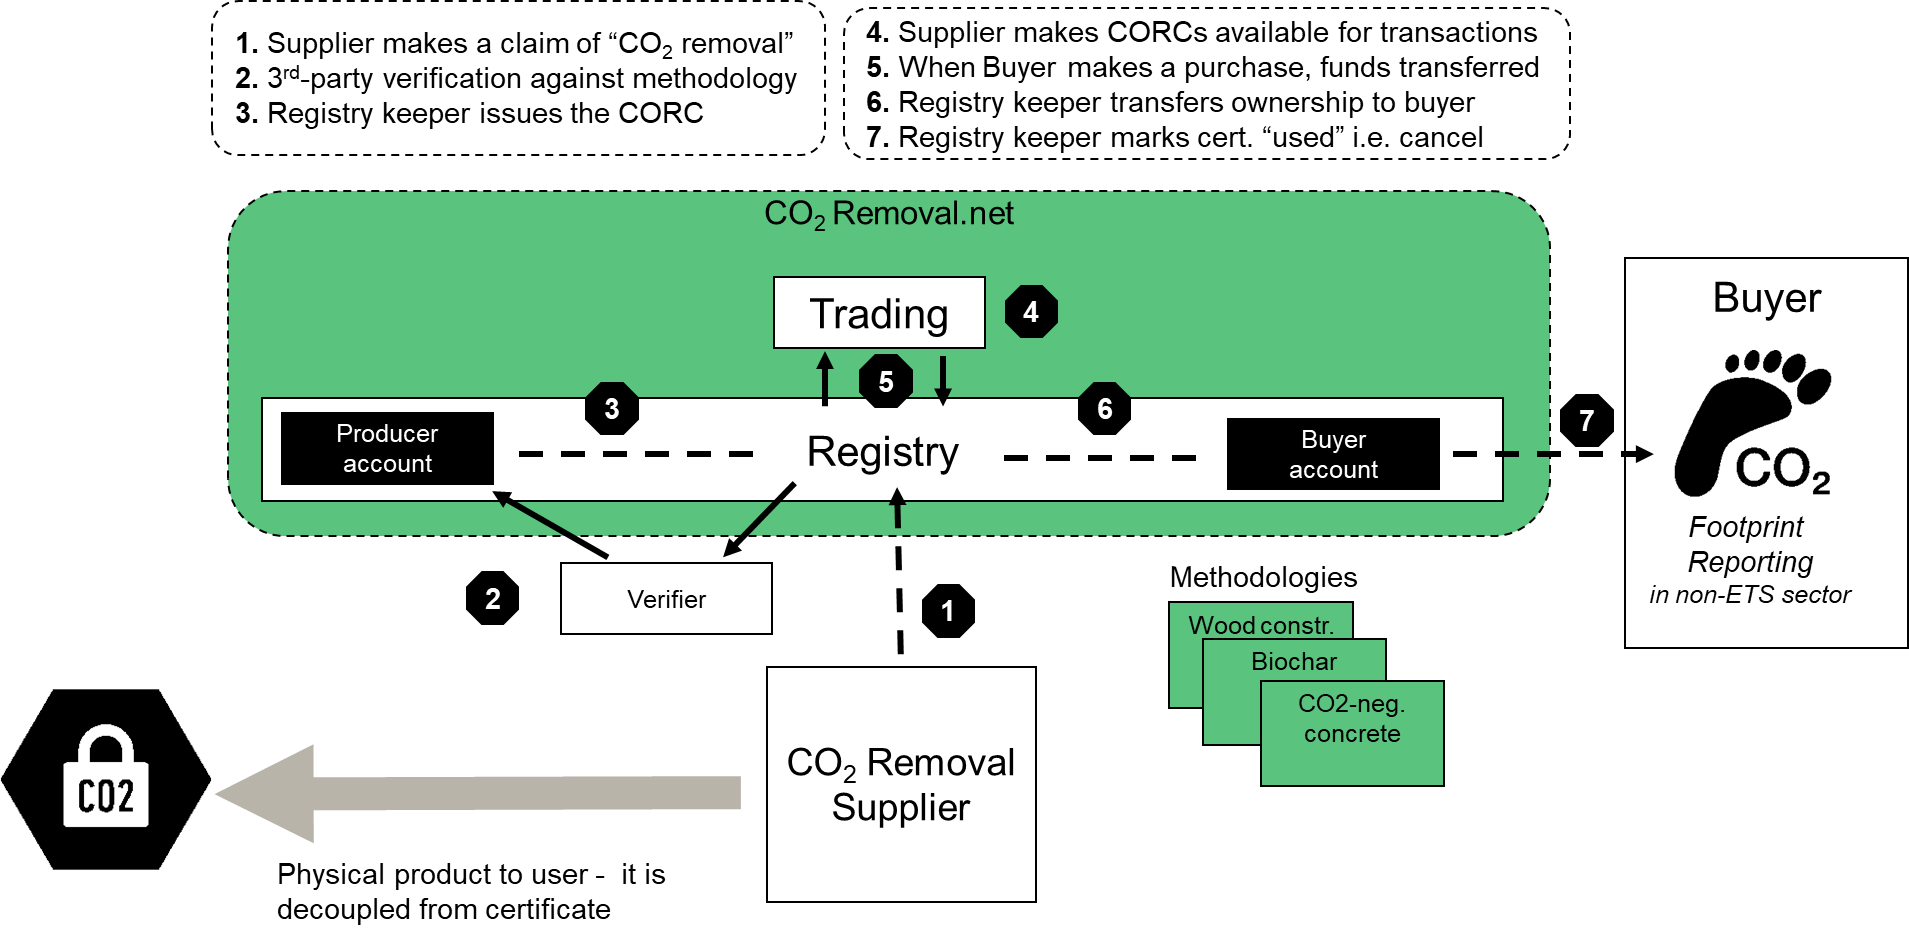 1. Supplier makes a claim of “CO2 removal”
2. 3rd-party verification against methodology
3. Registry keeper issues the CORC
4. Supplier makes CORCs available for transactions
5. When Buyer makes a purchase, funds transferred
6. Registry keeper transfers ownership to buyer
7. Registry keeper marks cert. “used” i.e. cancel
CO2 Removal.net
Trading
4
5
3
6
Producer
account
Registry
Buyer
account
7
Buyer
CO2
Footprint
Reporting
in non-ETS sector
2
Verifier
1
Methodologies
Wood constr.
Biochar
CO2-neg.
concrete
CO2 Removal
Supplier
CO2
Physical product to user - it is
decoupled from certificate